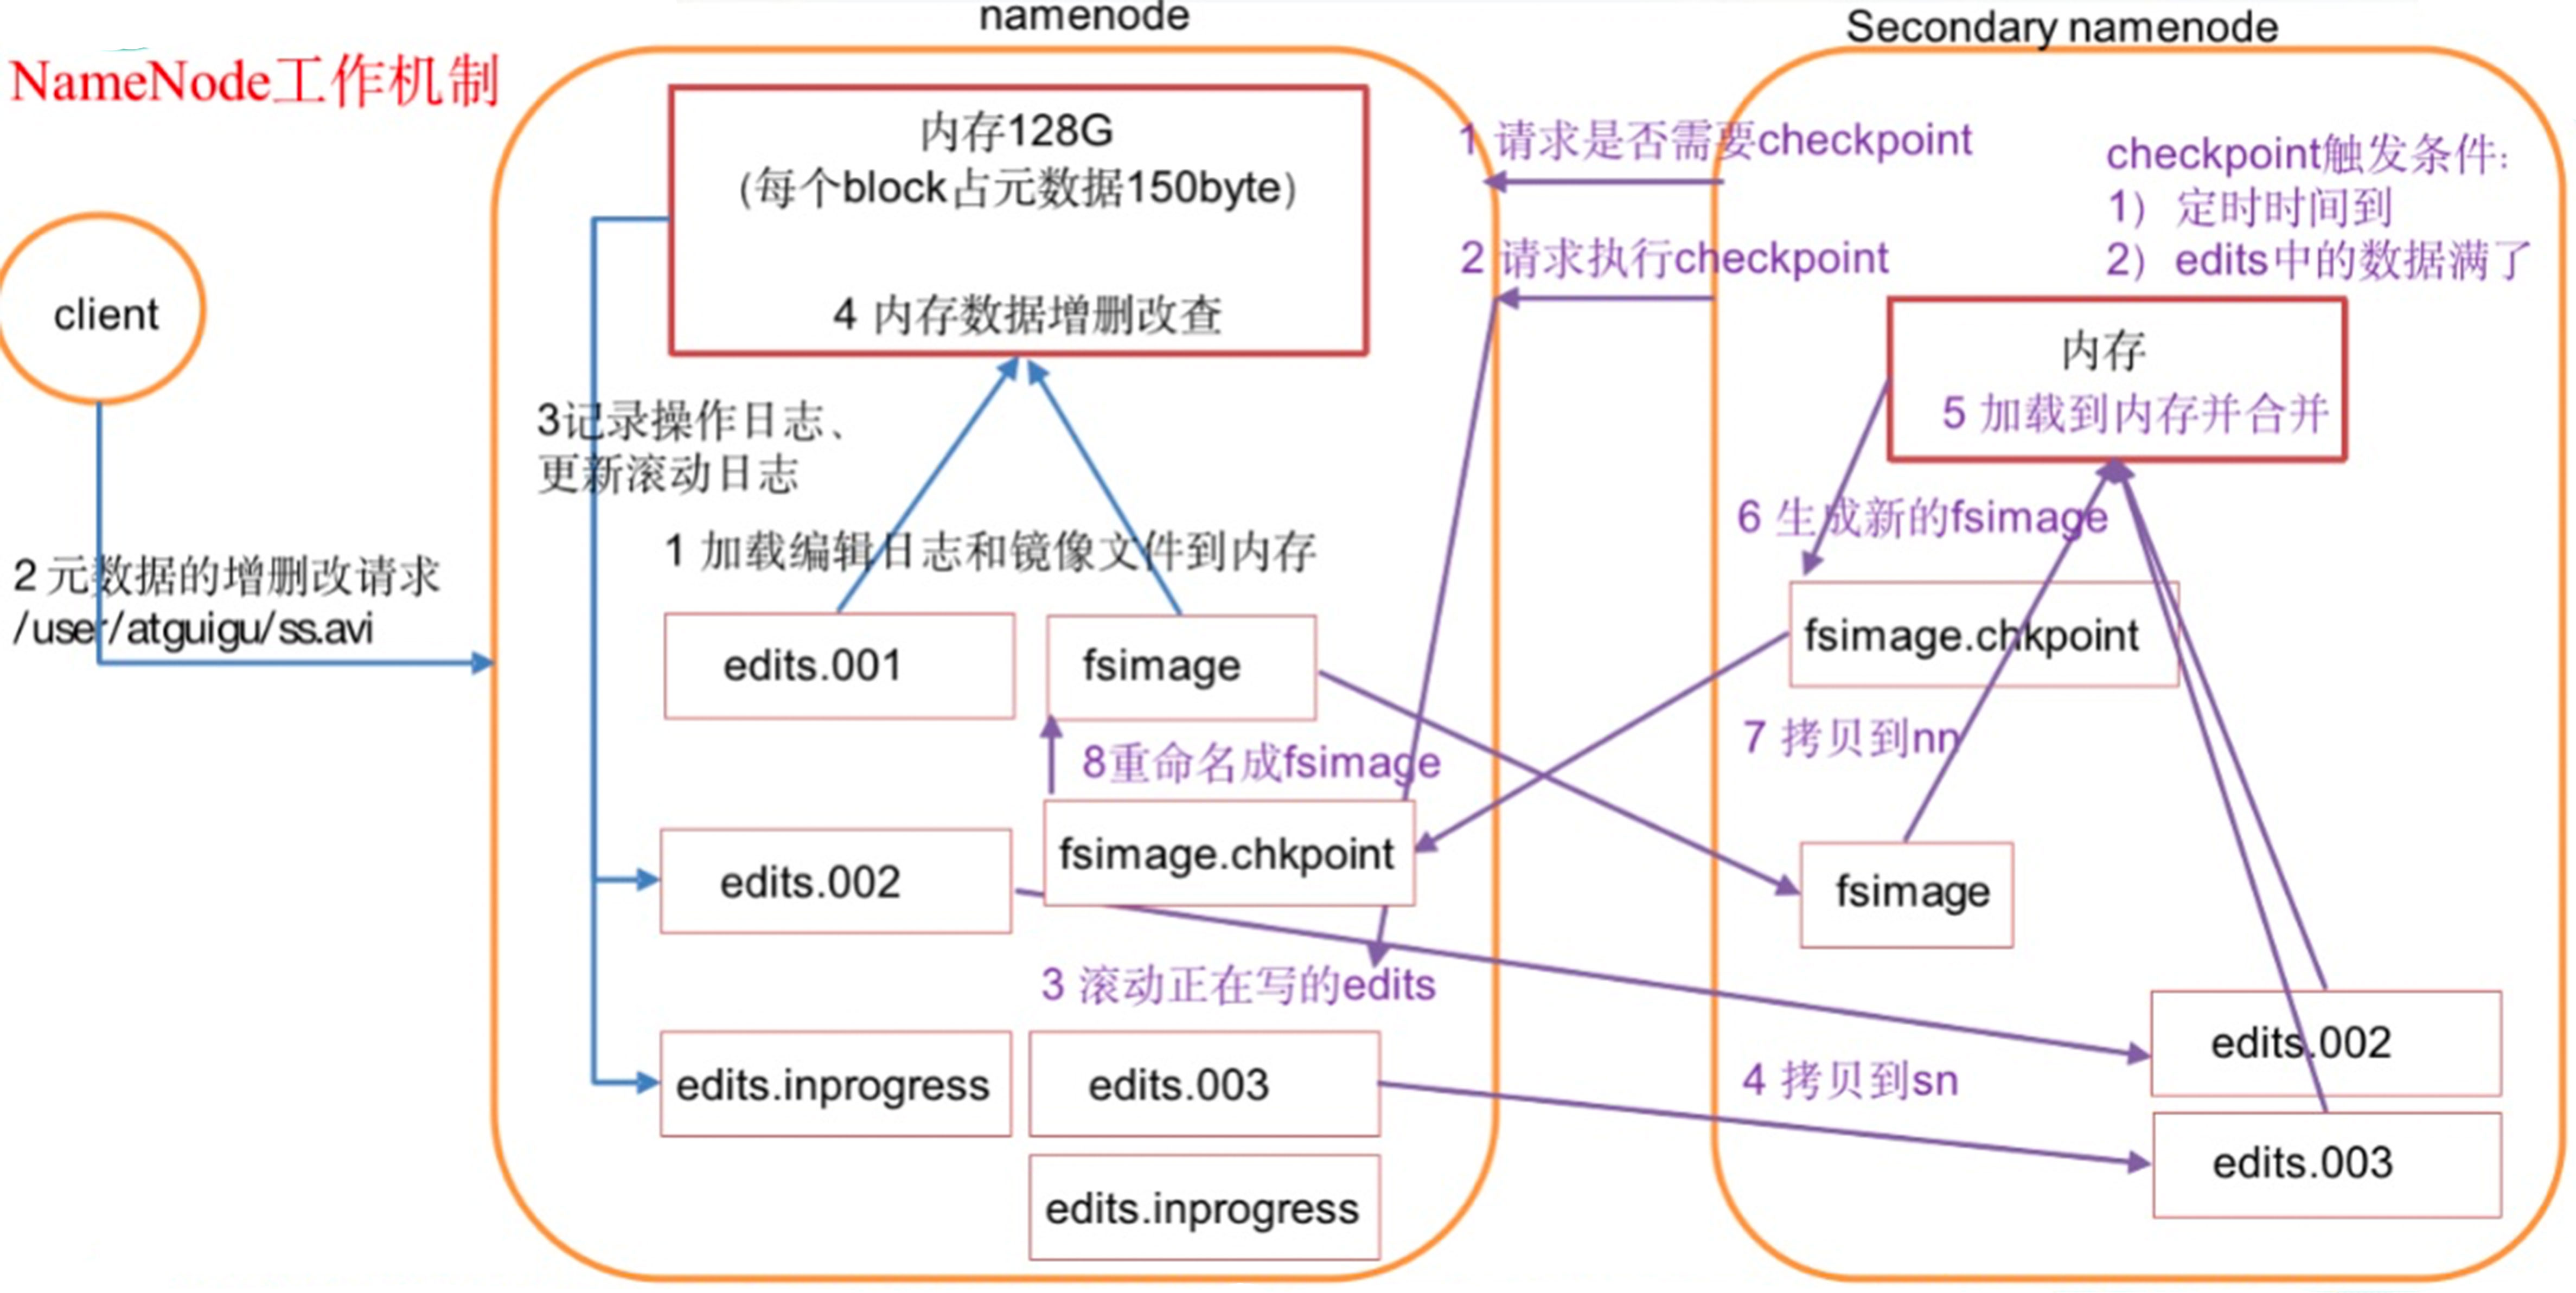 namenode
Secondary namenode
NameNode工作机制
内存128G
(每个block占元数据150byte)
4 内存数据增删改查
client
3记录操作日志、
更新滚动日志
1 加载编辑日志和镜像文件到内存
2 元数据的增删改请求
/user/atguigu/ss.avi
edits.001
fsimage
8重命名成fsimage
fsimage.chkpoint
edits.002
3 滚动正在写的edits
edits.inprogress
edits.003
edits.inprogress
1 请求是否需要checkpoint
2 请求执行checkpoint
checkpoint触发条件:
1) 定时时间到
2) edits中的数据满了
内存
5 加载到内存并合并
6 生成新的fsimage
fsimage.chkpoint
7 拷贝到nn
fsimage
4 拷贝到sn
edits.002
edits.003